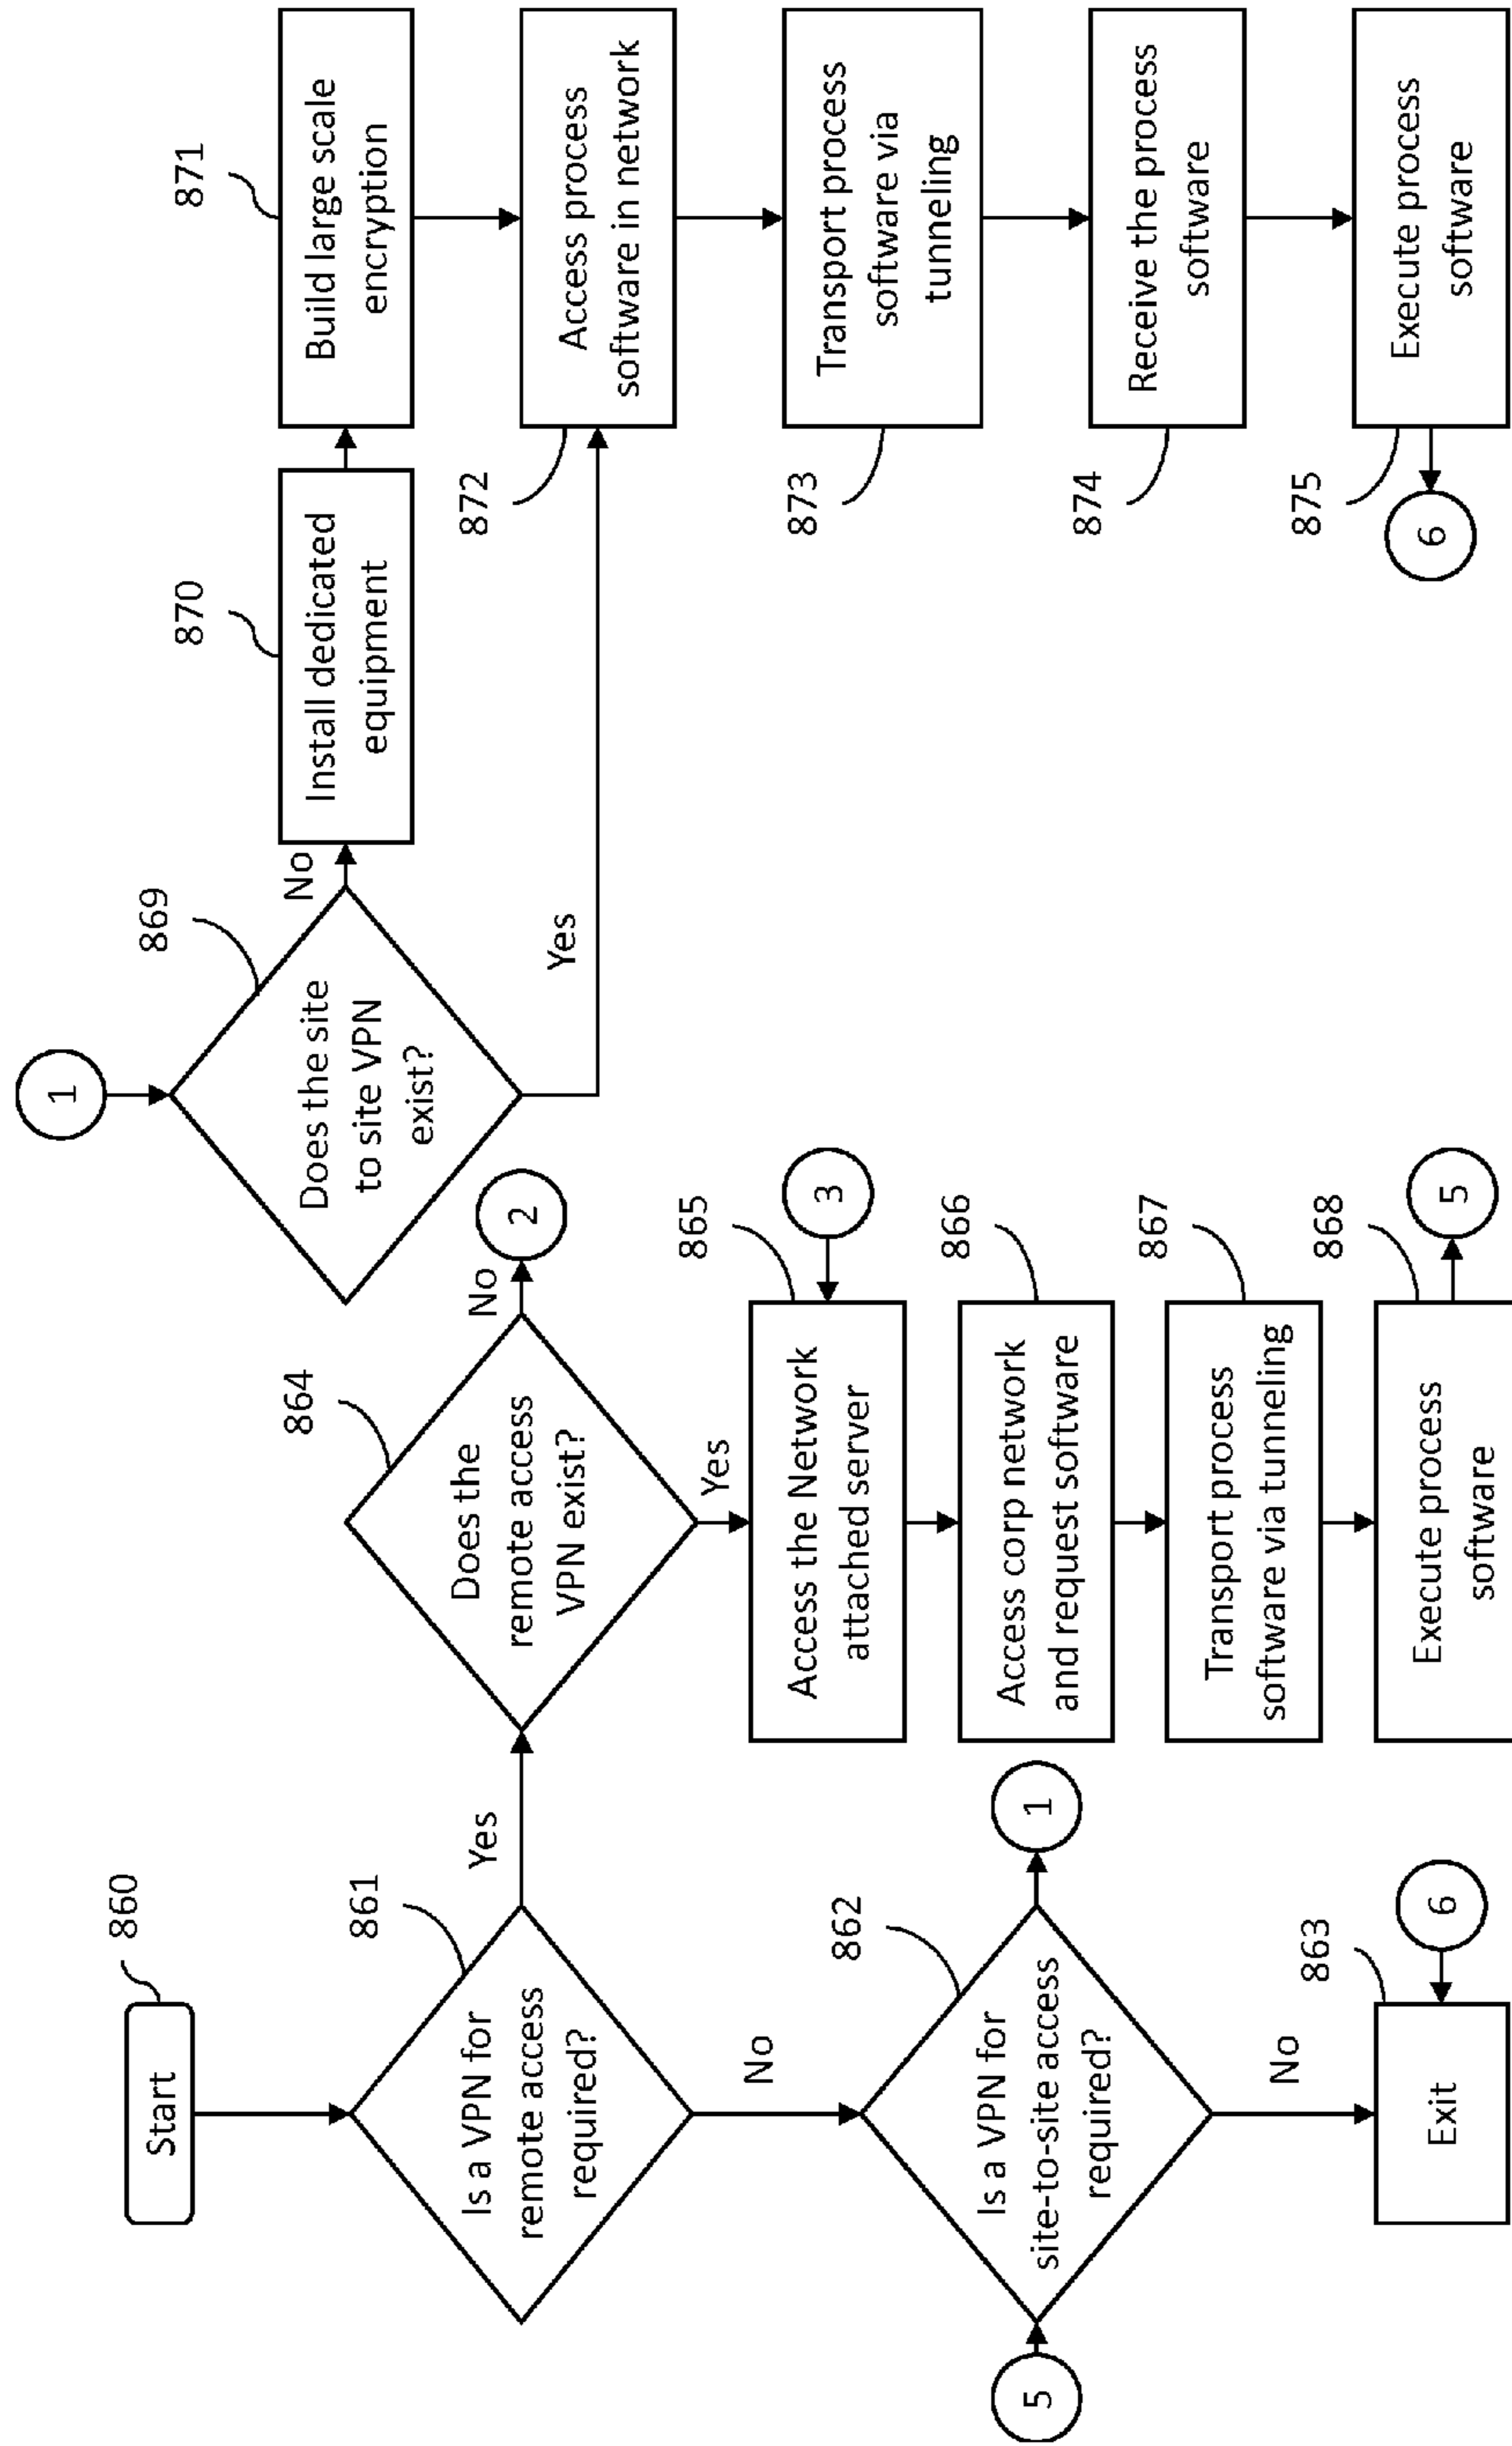 860
Start
861
Is a VPN for
remote access
required?
Yes
No
862
Is a VPN for
site-to-site access
required?
5
1
No
863
Exit
6
864
Does the
remote access
VPN exist?
No
2
Yes
865
Access the Network
attached server
3
866
Access corp network
and request software
867
Transport process
software via tunneling
868
Execute process
software
5
1
869
Does the site
to site VPN
exist?
No
Yes
870
Install dedicated
equipment
871
Build large scale
encryption
872
Access process
software in network
873
Transport process
software via
tunneling
874
Receive the process
software
875
Execute process
software
6